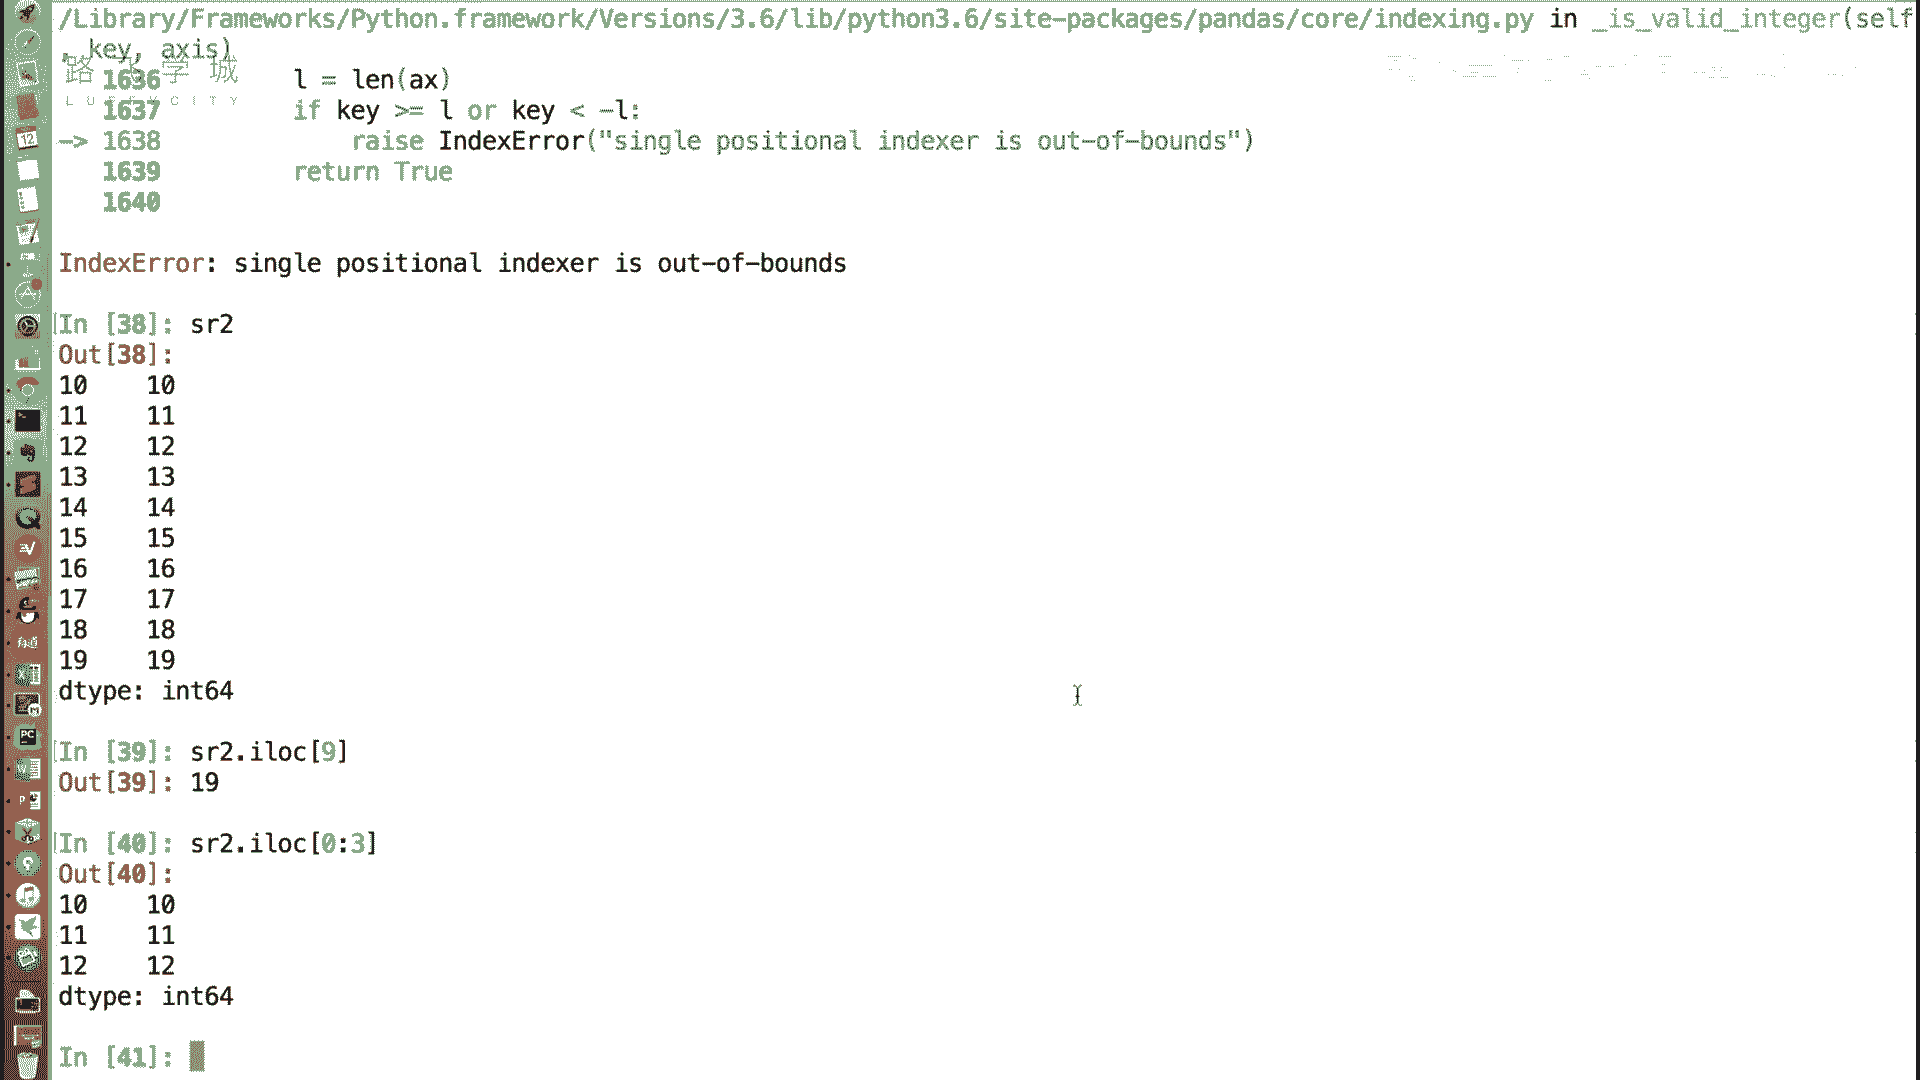 /Library/Frameworks/Python.framework/Versions/3.6/lib/python3.6/site-packages/pandas/core/indexing.py in _is_valid_integer(self
, key, axis)
路 飞 学 城
LUFFYCITY
1636 l = len(ax)
1637 if key >= l or key < -l:
-> 1638 raise IndexError("single positional indexer is out-of-bounds")
1639 return True
1640
IndexError: single positional indexer is out-of-bounds
In [38]: sr2
Out[38]:
10 10
11 11
12 12
13 13
14 14
15 15
16 16
17 17
18 18
19 19
dtype: int64
In [39]: sr2.iloc[9]
Out[39]: 19
In [40]: sr2.iloc[0:3]
Out[40]:
10 10
11 11
12 12
dtype: int64
In [41]: